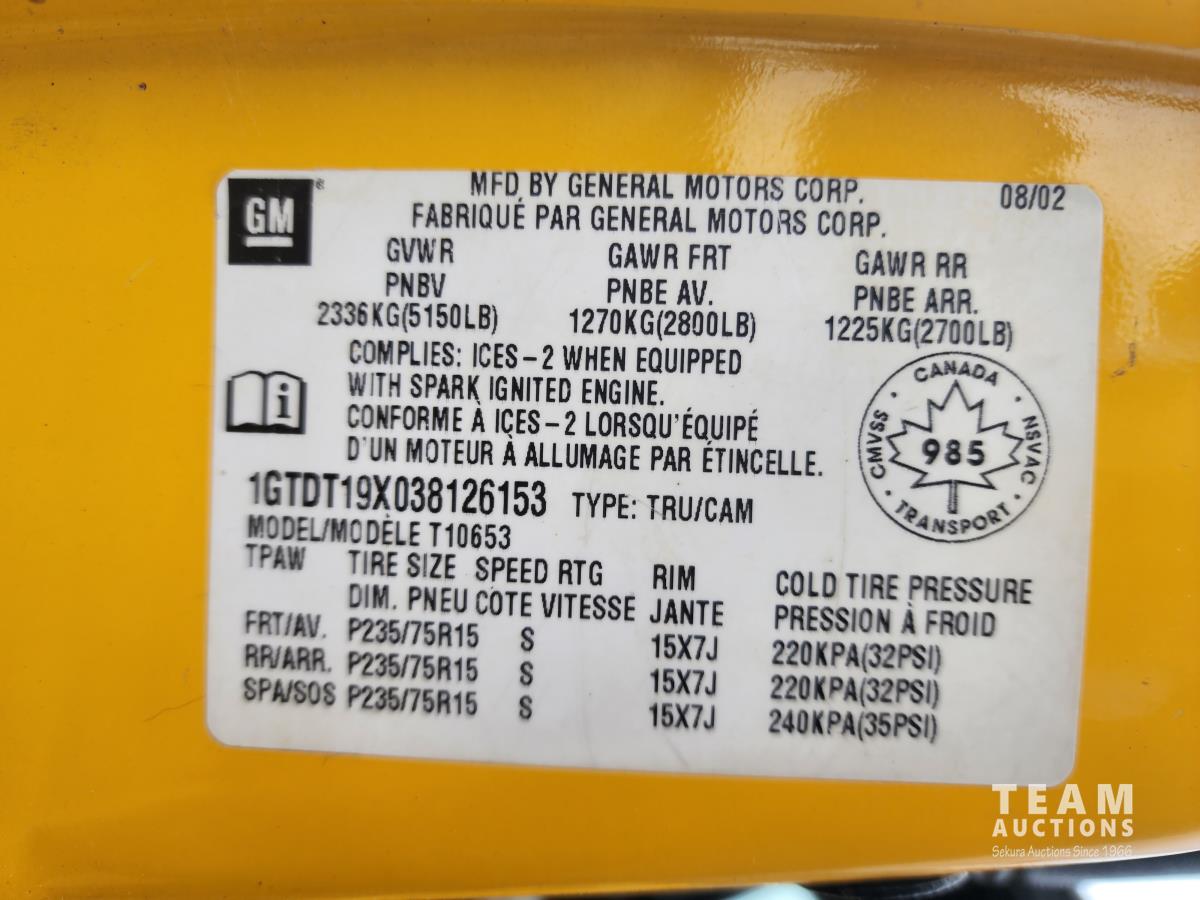 GM®
MFD BY GENERAL MOTORS CORP. 08/02
FABRIQUÉ PAR GENERAL MOTORS CORP.
GVWR GAWR FRT GAWR RR
PNBV PNBE AV. PNBE ARR.
2336KG(5150LB) 1270KG(2800LB) 1225KG(2700LB)
COMPLIES: ICES-2 WHEN EQUIPPED
WITH SPARK IGNITED ENGINE.
CONFORME À ICES-2 LORSQU'ÉQUIPÉ
D'UN MOTEUR À ALLUMAGE PAR ÉTINCELLE.
i
CANADA
CMVSS • NSVAC
985
TRANSPORT
1GTDT19X038126153 TYPE: TRU/CAM
MODEL/MODÈLE T10653
TPAW TIRE SIZE SPEED RTG RIM COLD TIRE PRESSURE
DIM. PNEU COTE VITESSE JANTE PRESSION À FROID
FRT/AV. P235/75R15 S 15X7J 220KPA(32PSI)
RR/ARR. P235/75R15 S 15X7J 220KPA(32PSI)
SPA/SOS P235/75R15 S 15X7J 240KPA(35PSI)
TEAM
AUCTIONS
Sekura Auctions Since 1966